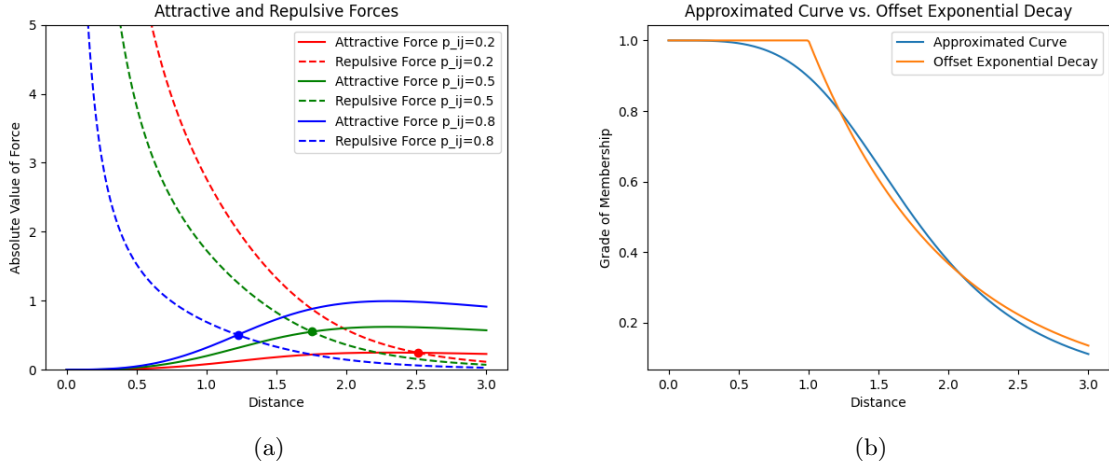 Attractive and Repulsive Forces
Absolute Value of Force
5
4
3
2
1
0
Attractive Force p_ij=0.2
Repulsive Force p_ij=0.2
Attractive Force p_ij=0.5
Repulsive Force p_ij=0.5
Attractive Force p_ij=0.8
Repulsive Force p_ij=0.8
0.0 0.5 1.0 1.5 2.0 2.5 3.0
Distance
(a)
Approximated Curve vs. Offset Exponential Decay
Grade of Membership
1.0
0.8
0.6
0.4
0.2
Approximated Curve
Offset Exponential Decay
0.0 0.5 1.0 1.5 2.0 2.5 3.0
Distance
(b)